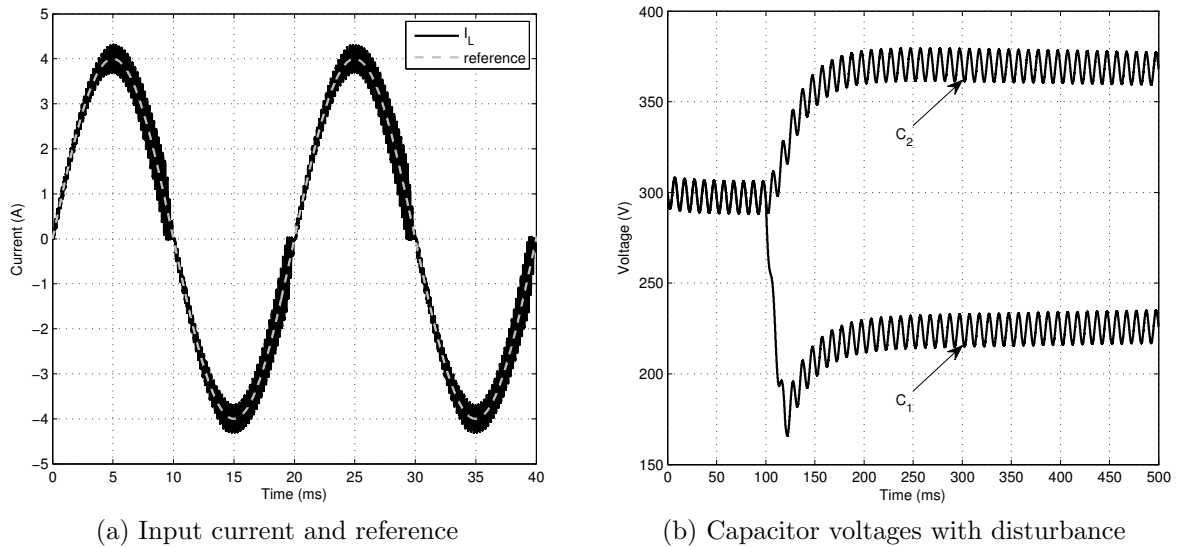 5
4
3
2
1
0
−1
−2
−3
−4
−5
Current (A)
0 5 10 15 20 25 30 35 40
Time (ms)
I_L
reference
(a) Input current and reference
400
350
300
250
200
150
Voltage (V)
0 50 100 150 200 250 300 350 400 450 500
Time (ms)
C_2
C_1
(b) Capacitor voltages with disturbance